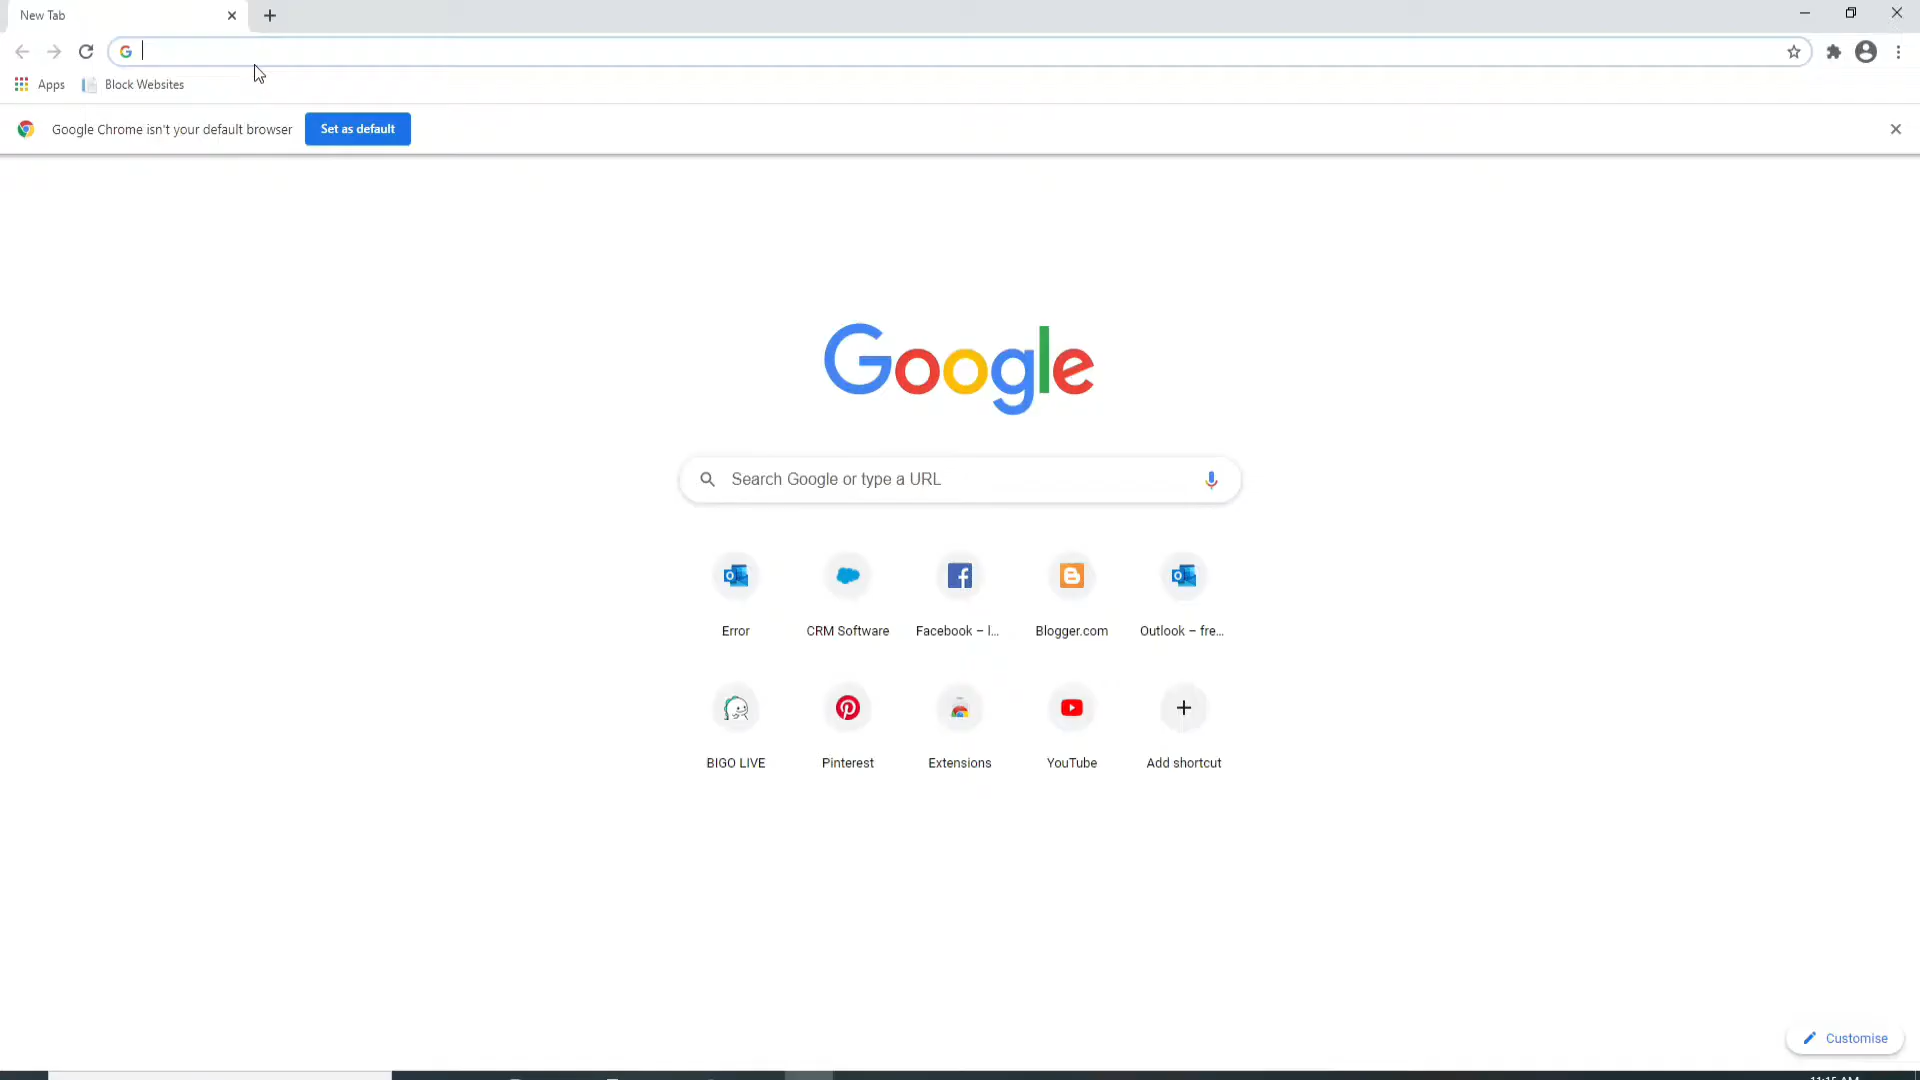 New Tab
Apps
Block Websites
Google Chrome isn't your default browser
Set as default
Google
Search Google or type a URL
Error
CRM Software
Facebook – l...
Blogger.com
Outlook – fre...
BIGO LIVE
Pinterest
Extensions
YouTube
Add shortcut
Customise